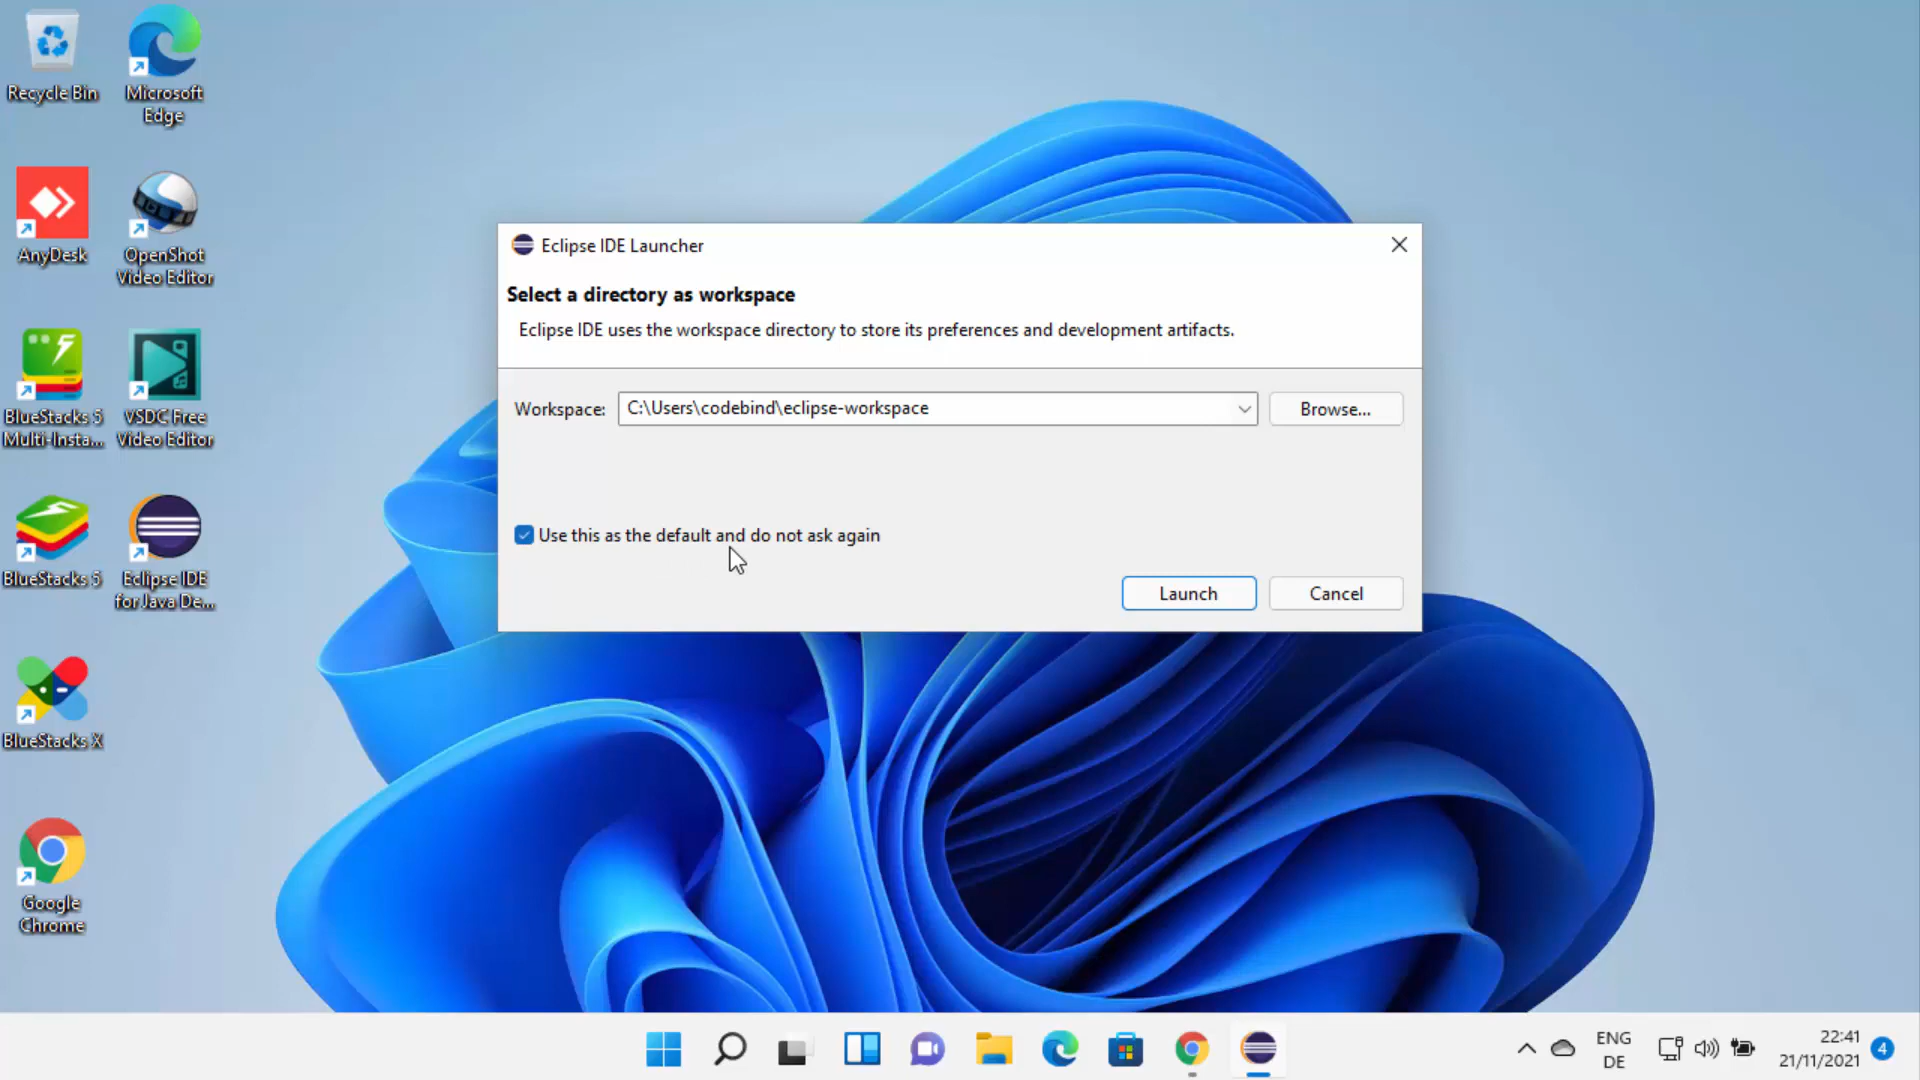 Recycle Bin
Microsoft
Edge
AnyDesk
OpenShot
Video Editor
BlueStacks 5
Multi-Insta...
VSDC Free
Video Editor
BlueStacks 5
Eclipse IDE
for Java De...
BlueStacks X
Google
Chrome
Eclipse IDE Launcher
Select a directory as workspace
Eclipse IDE uses the workspace directory to store its preferences and development artifacts.
Workspace: C:\Users\codebind\eclipse-workspace Browse...
Use this as the default and do not ask again
Launch Cancel
ENG
DE
22:41
21/11/2021
4